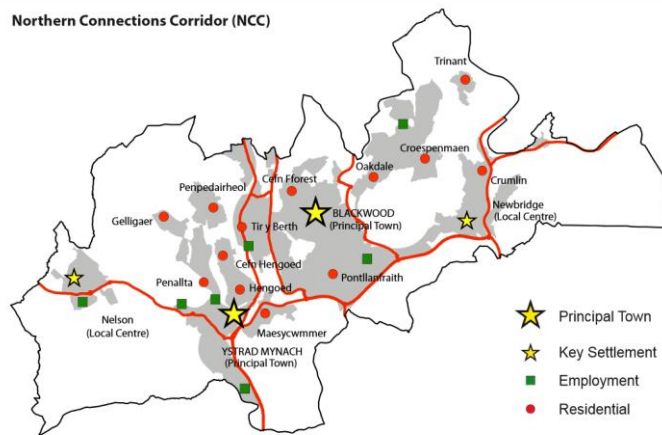 Northern Connections Corridor (NCC)
Trinant
Croespenmaen
Oakdale
Cefn Fforest
Crumlin
Penpedairheol
Newbridge
(Local Centre)
BLACKWOOD
(Principal Town)
Gelligaer
Tir y Berth
Cefn Hengoed
Pontllanfraith
Penallta
Hengoed
Nelson
(Local Centre)
Maesycwmmer
YSTRAD MYNACH
(Principal Town)
Principal Town
Key Settlement
Employment
Residential